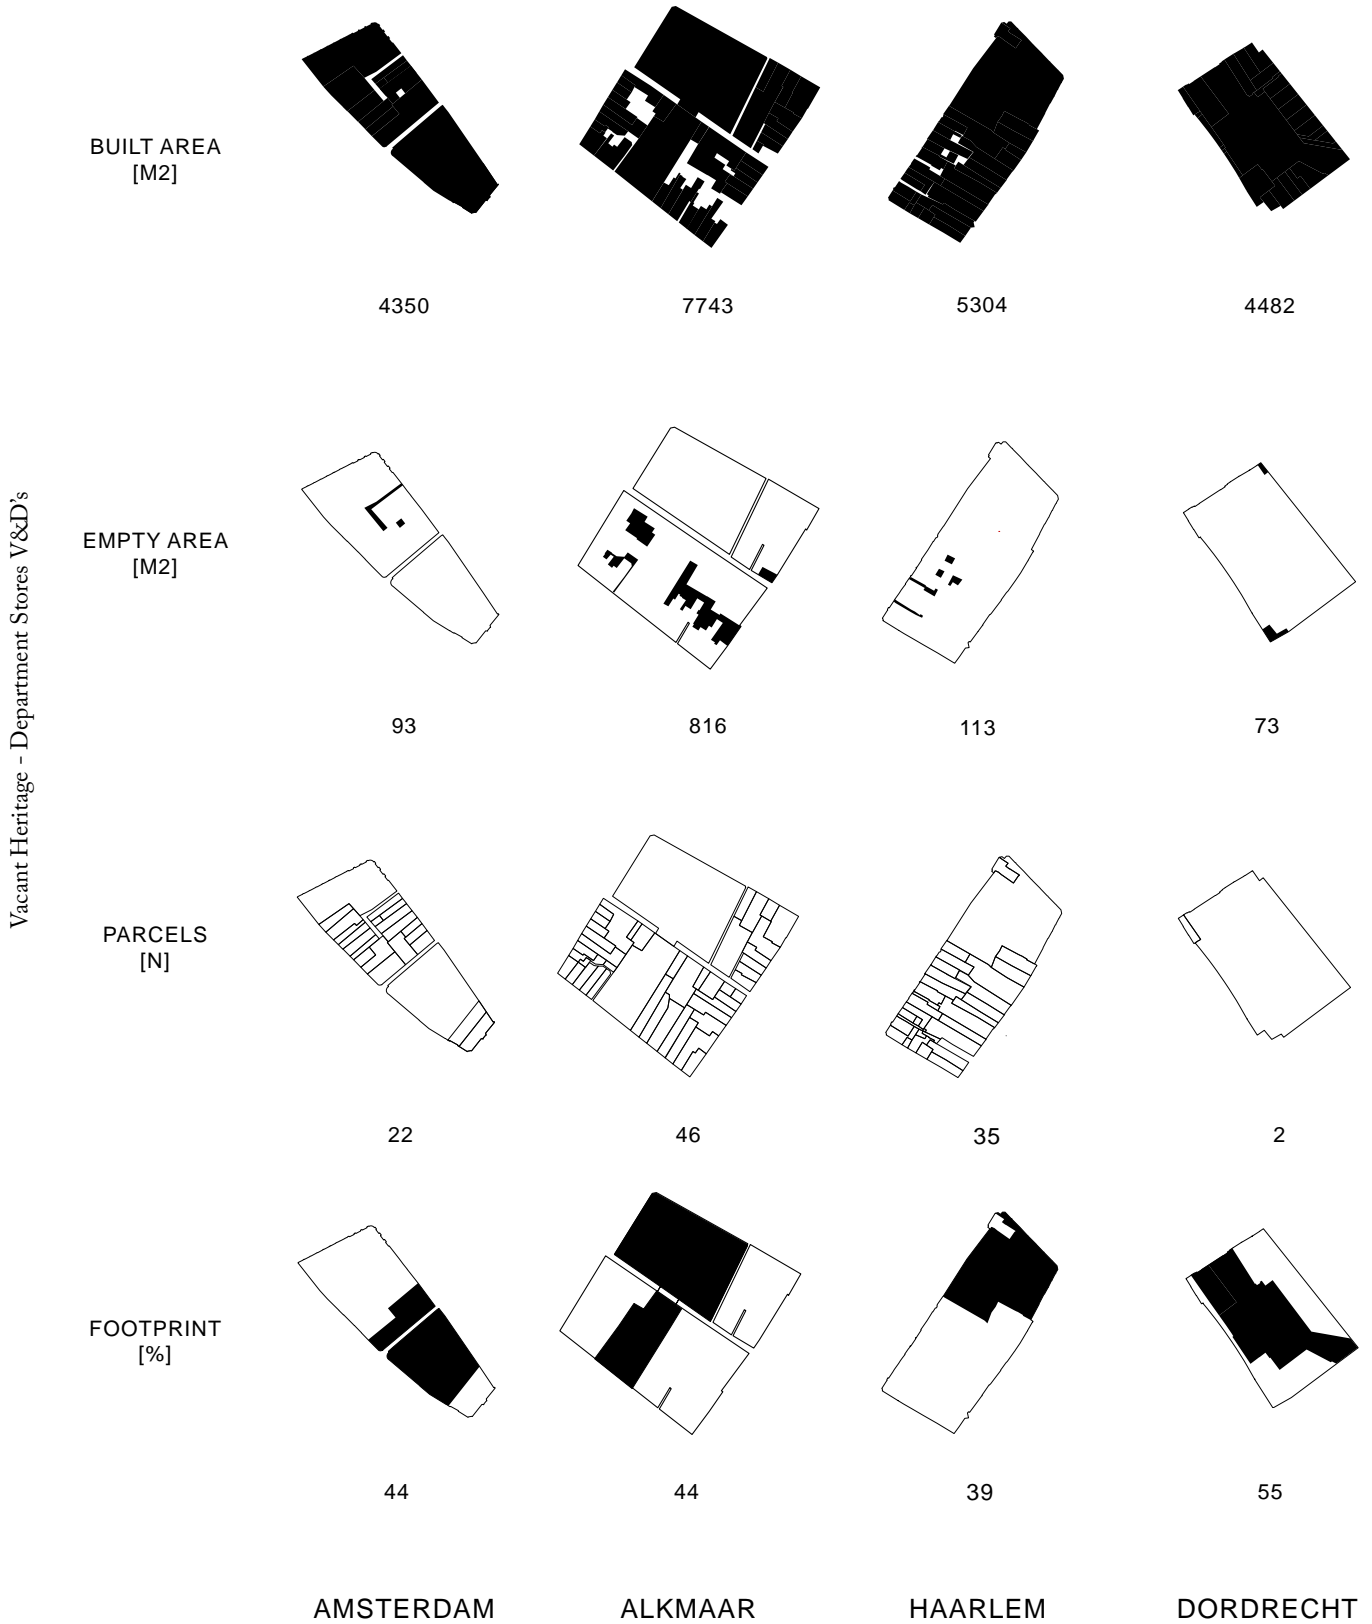 Vacant Heritage - Department Stores V&D's
BUILT AREA
[M2]
4350
7743
5304
4482
EMPTY AREA
[M2]
93
816
113
73
PARCELS
[N]
22
46
35
2
FOOTPRINT
[%]
44
44
39
55
AMSTERDAM
ALKMAAR
HAARLEM
DORDRECHT